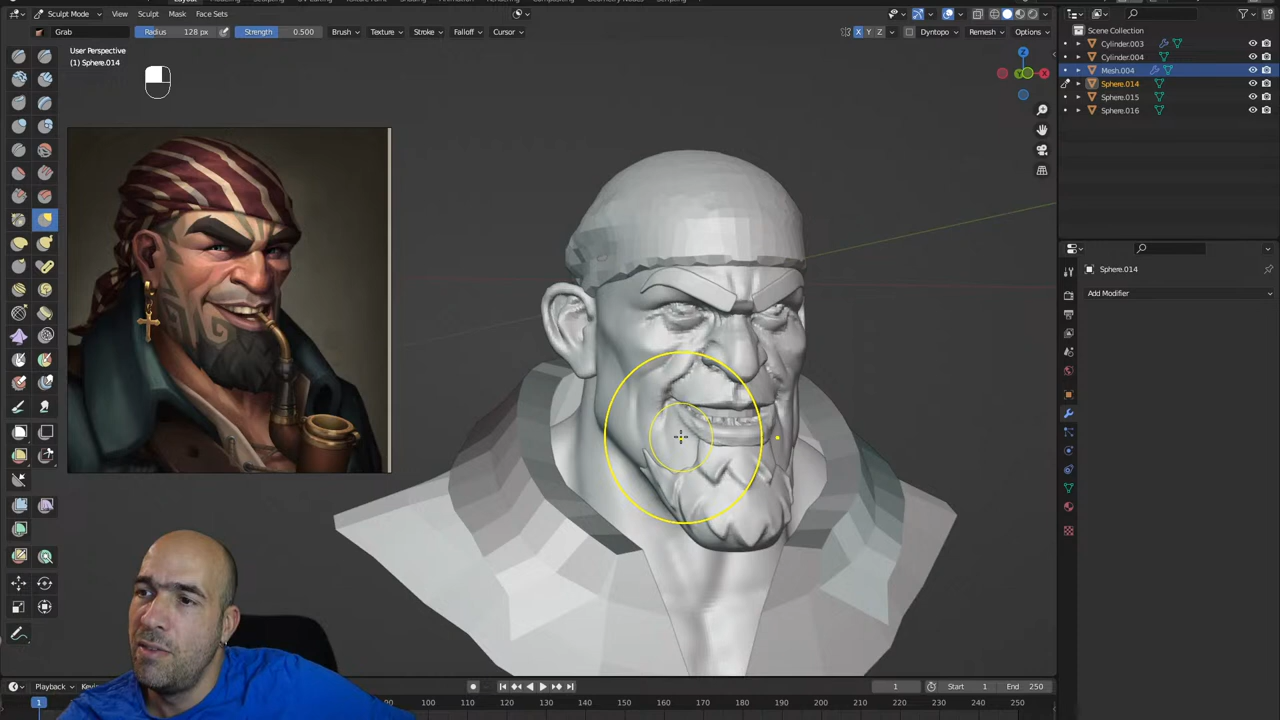 Layout
Sculpt Mode View Sculpt Mask Face Sets
Grab Radius 128 px Strength 0.500 Brush Texture Stroke Falloff Cursor X Y Z Dyntopo Remesh Options
User Perspective
(1) Sphere.014
Z
Y X
Scene Collection
Cylinder.003
Cylinder.004
Mesh.004
Sphere.014
Sphere.015
Sphere.016
Sphere.014
Add Modifier
Playback 1 Start 1 End 250
1 100 110 120 130 140 150 160 170 180 190 200 210 220 230 240 250